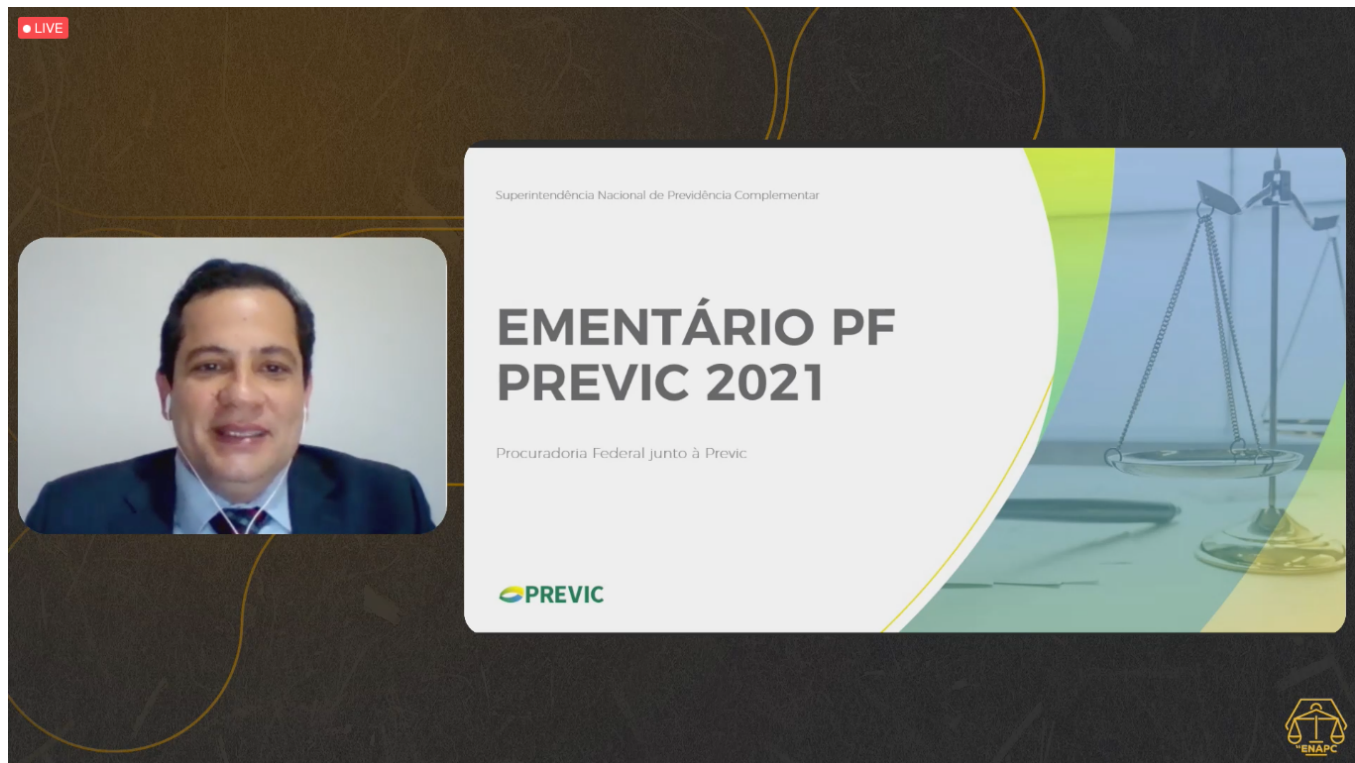 LIVE
Superintendência Nacional de Previdência Complementar
EMENTÁRIO PF
PREVIC 2021
Procuradoria Federal junto à Previc
PREVIC
ENAPC